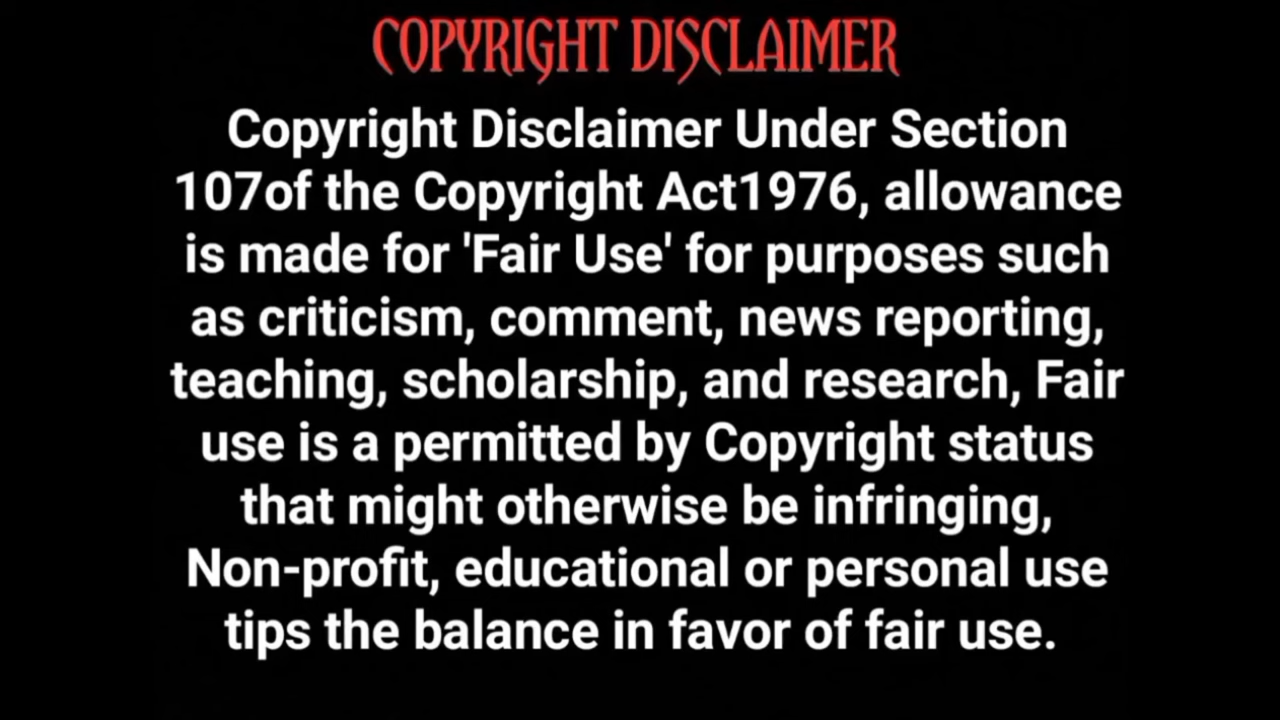 COPYRIGHT DISCLAIMER
Copyright Disclaimer Under Section
107of the Copyright Act1976, allowance
is made for 'Fair Use' for purposes such
as criticism, comment, news reporting,
teaching, scholarship, and research, Fair
use is a permitted by Copyright status
that might otherwise be infringing,
Non-profit, educational or personal use
tips the balance in favor of fair use.